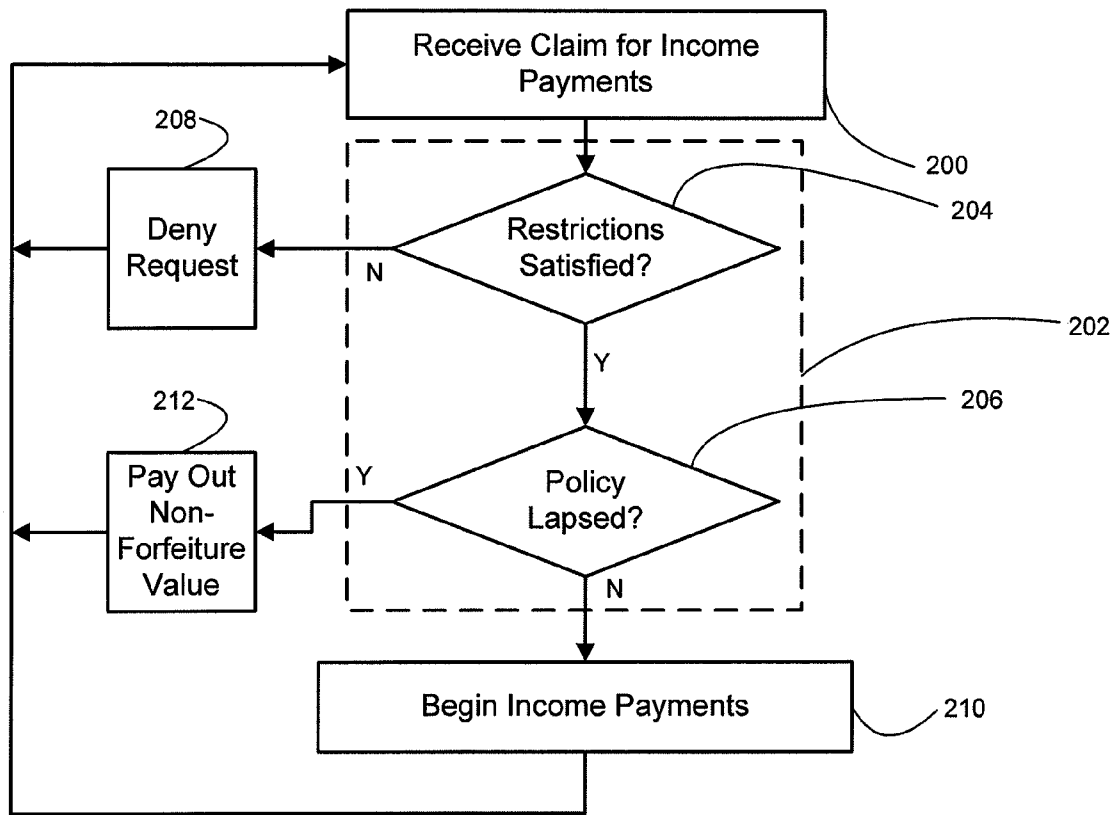 Receive Claim for Income
Payments
200
208
204
Deny
Request
N
Restrictions
Satisfied?
202
Y
212
206
Pay Out
Non-
Forfeiture
Value
Y
Policy
Lapsed?
N
Begin Income Payments
210